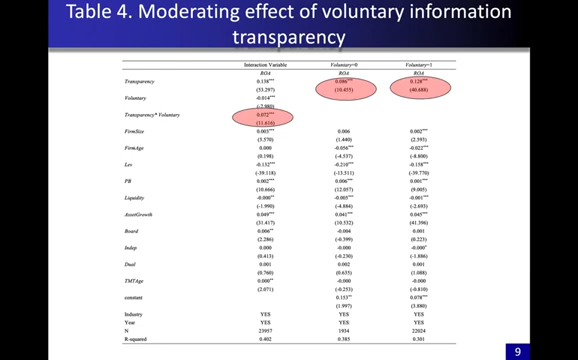 Table 4. Moderating effect of voluntary information
transparency
Interaction Variable Voluntary=0 Voluntary=1
ROA ROA ROA
Transparency 0.138*** 0.086*** 0.128***
(53.297) (10.455) (40.688)
Voluntary -0.014***
(-2.980)
Transparency* Voluntary 0.072***
(11.616)
FirmSize 0.003*** 0.006 0.002***
(5.570) (1.440) (2.595)
FirmAge 0.000 -0.056*** -0.022***
(0.198) (-4.537) (-8.800)
Lev -0.132*** -0.210*** -0.158***
(-39.118) (-13.511) (-39.770)
PB 0.002*** 0.006*** 0.001***
(10.666) (12.057) (9.005)
Liquidity -0.000** -0.005*** -0.001***
(-1.990) (-4.884) (-2.693)
AssetGrowth 0.049*** 0.041*** 0.045***
(31.417) (10.532) (41.396)
Board 0.006** -0.004 0.001
(2.286) (-0.399) (0.223)
Indep 0.000 -0.000 -0.000*
(0.413) (-0.230) (-1.886)
Dual 0.001 0.002 0.001
(0.760) (0.635) (1.088)
TMTAge 0.000** -0.000 -0.000
(2.071) (-0.253) (-0.810)
constant 0.153** 0.078***
(1.997) (3.880)
Industry YES YES YES
Year YES YES YES
N 23957 1934 22024
R-squared 0.402 0.385 0.301
9